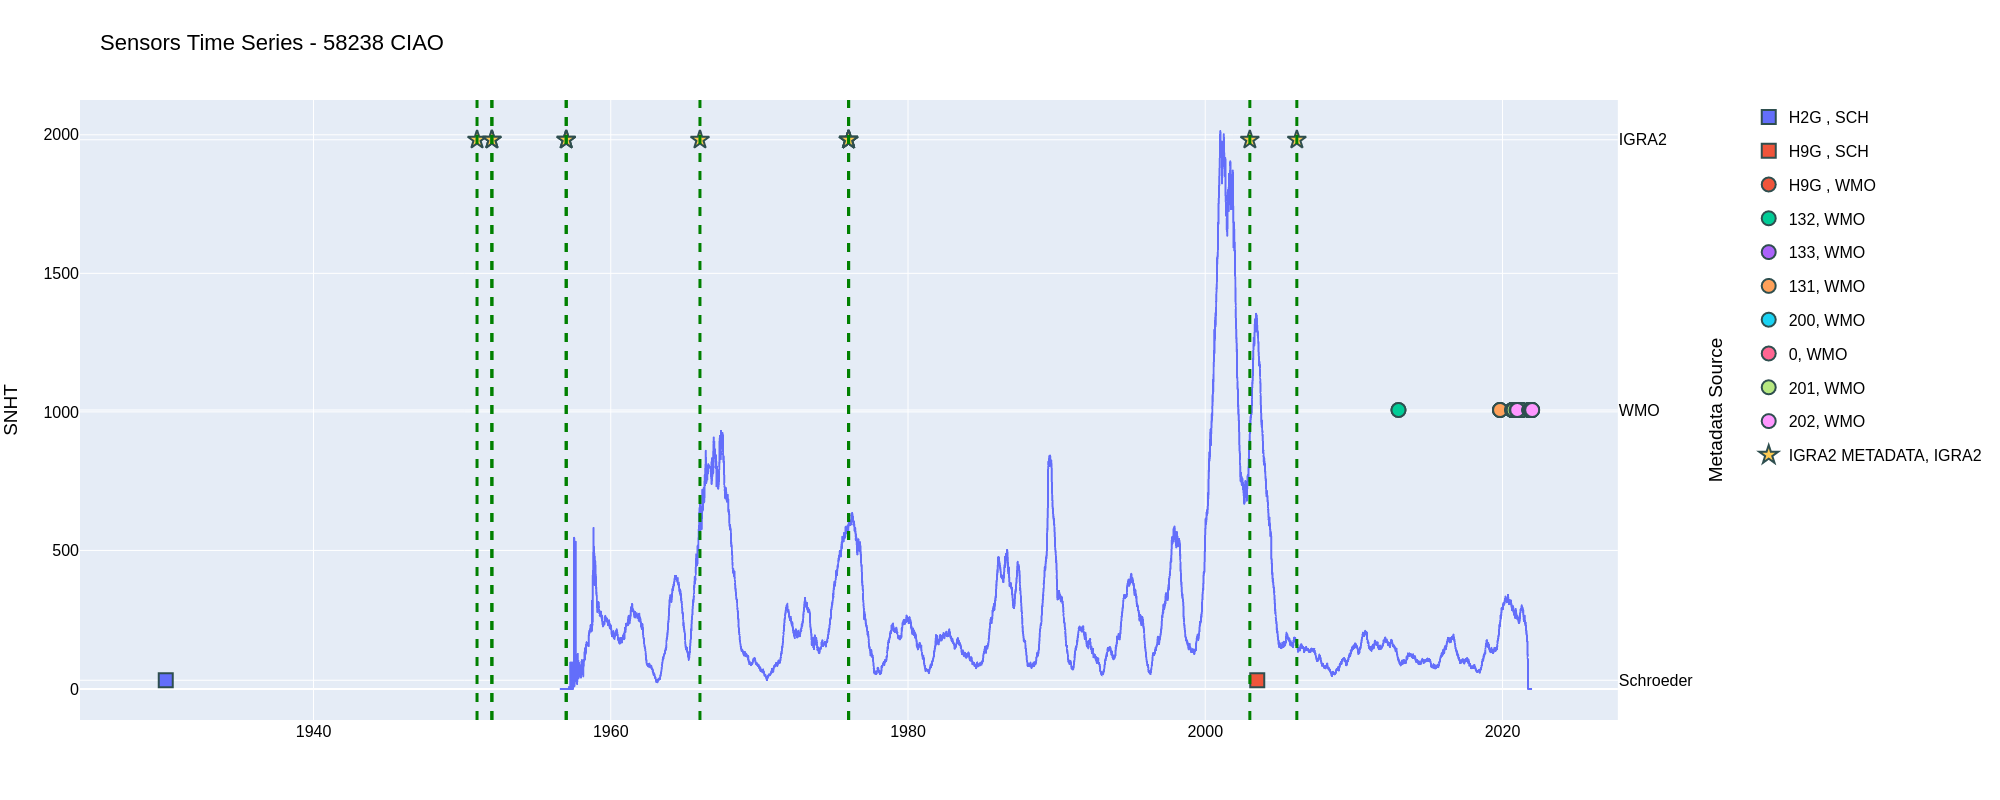 Sensors Time Series - 58238 CIAO
SNHT
2000
1500
1000
500
0
1940
1960
1980
2000
2020
IGRA2
WMO
Schroeder
Metadata Source
H2G , SCH
H9G , SCH
H9G , WMO
132, WMO
133, WMO
131, WMO
200, WMO
0, WMO
201, WMO
202, WMO
IGRA2 METADATA, IGRA2